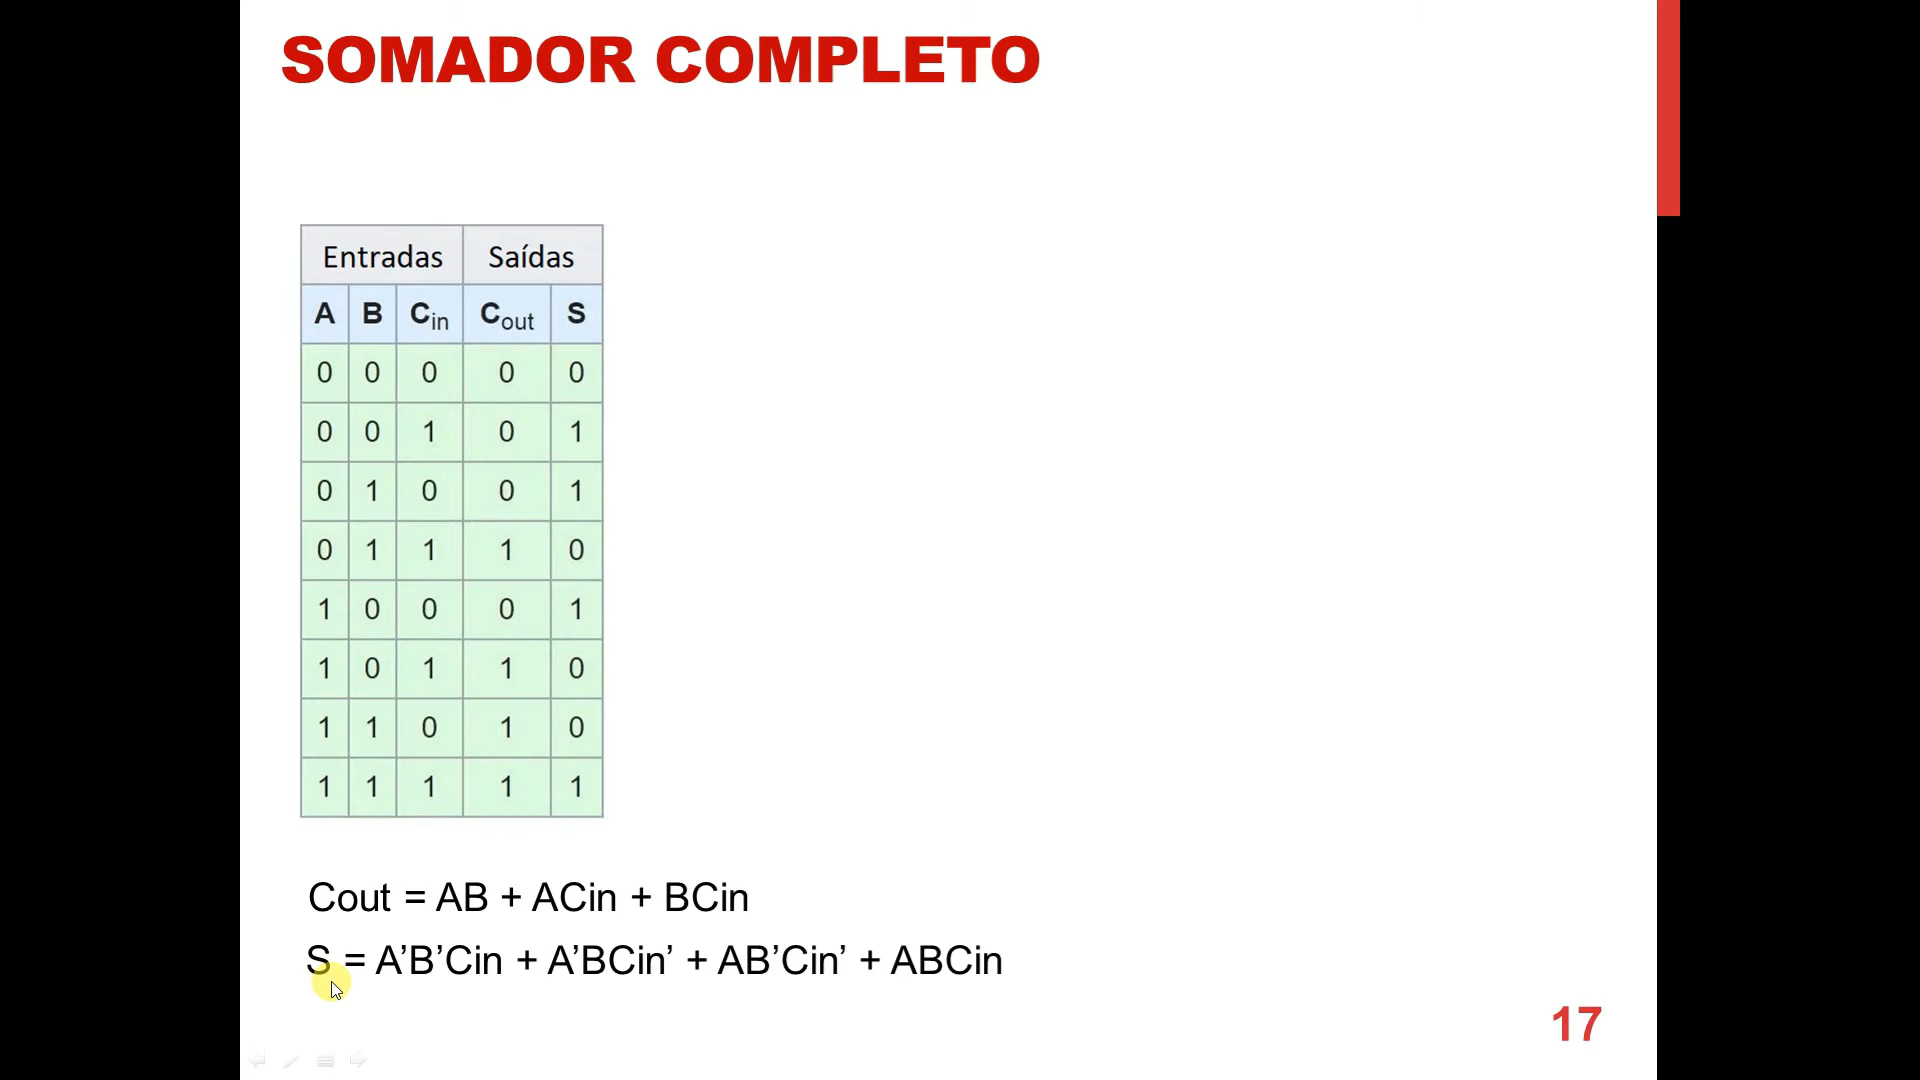 SOMADOR COMPLETO
Entradas Saídas
A B Cin Cout S
0 0 0 0 0
0 0 1 0 1
0 1 0 0 1
0 1 1 1 0
1 0 0 0 1
1 0 1 1 0
1 1 0 1 0
1 1 1 1 1
Cout = AB + ACin + BCin
S = A’B’Cin + A’BCin’ + AB’Cin’ + ABCin
17